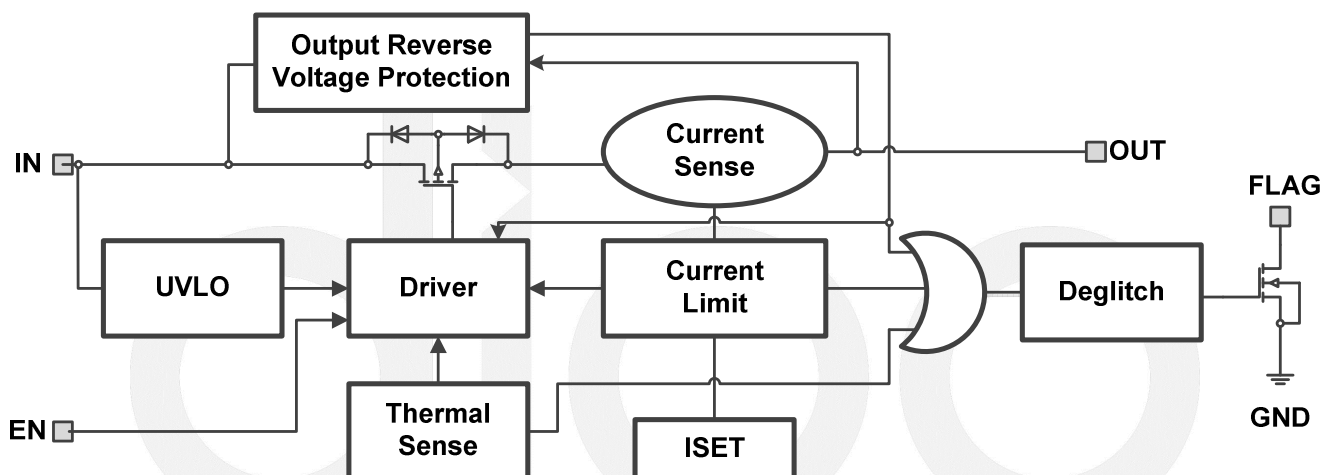 Output Reverse
Voltage Protection
Current
Sense
IN
OUT
FLAG
UVLO
Driver
Current
Limit
Deglitch
Thermal
Sense
ISET
EN
GND